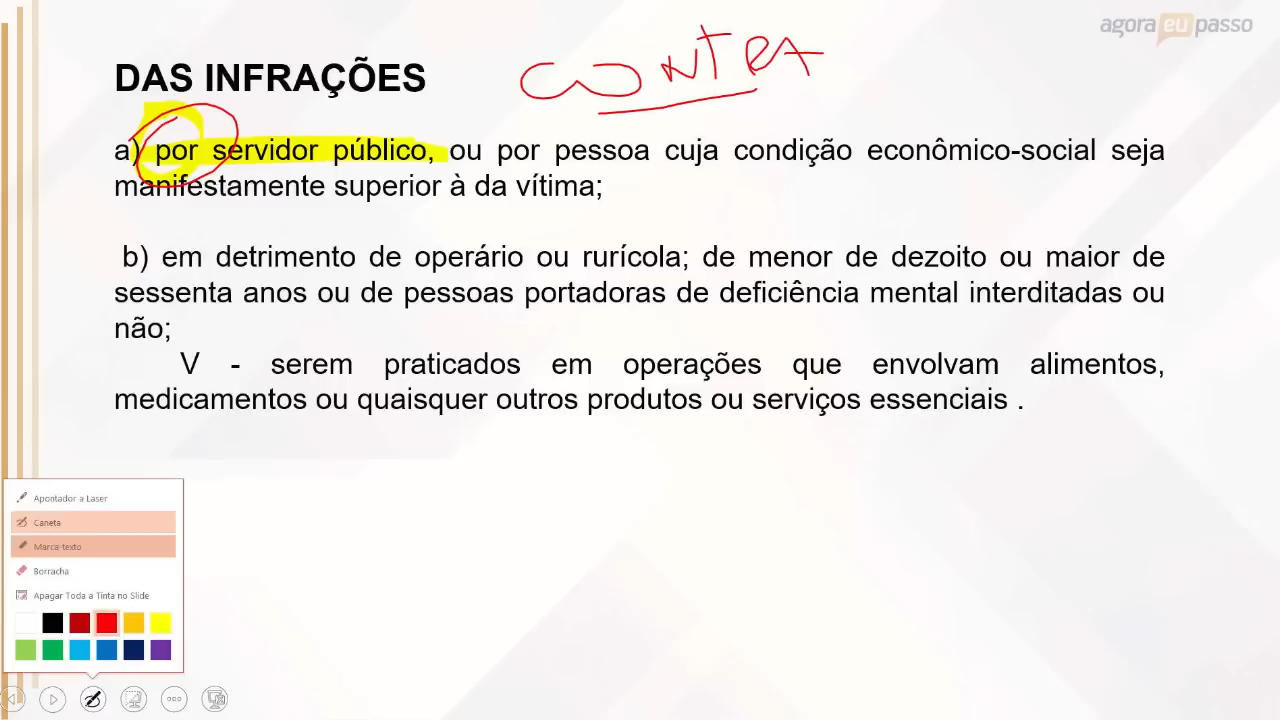 agora eu passo
CONTRA
DAS INFRAÇÕES
a) por servidor público, ou por pessoa cuja condição econômico-social seja
manifestamente superior à da vítima;
b) em detrimento de operário ou rurícola; de menor de dezoito ou maior de
sessenta anos ou de pessoas portadoras de deficiência mental interditadas ou
não;
V - serem praticados em operações que envolvam alimentos,
medicamentos ou quaisquer outros produtos ou serviços essenciais .
Apontador a Laser
Caneta
Marca-texto
Borracha
Apagar Toda a Tinta no Slide